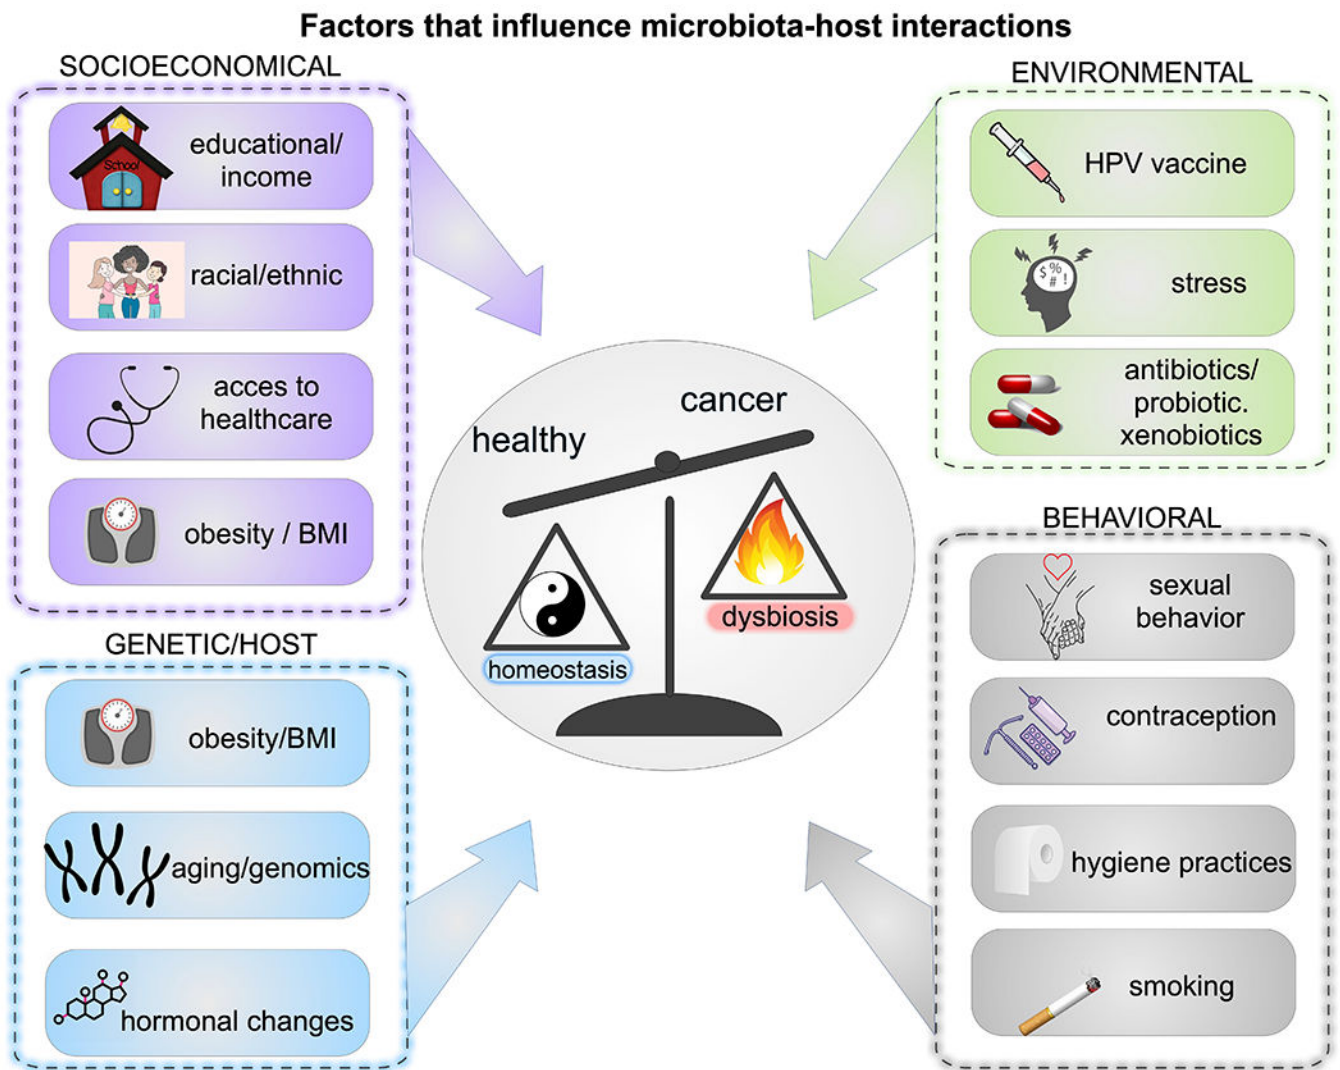 Factors that influence microbiota-host interactions
SOCIOECONOMICAL
School
educational/
income
racial/ethnic
acces to
healthcare
obesity / BMI
GENETIC/HOST
obesity/BMI
aging/genomics
hormonal changes
healthy
cancer
homeostasis
dysbiosis
ENVIRONMENTAL
HPV vaccine
$%
#!
stress
antibiotics/
probiotic.
xenobiotics
BEHAVIORAL
sexual
behavior
contraception
hygiene practices
smoking